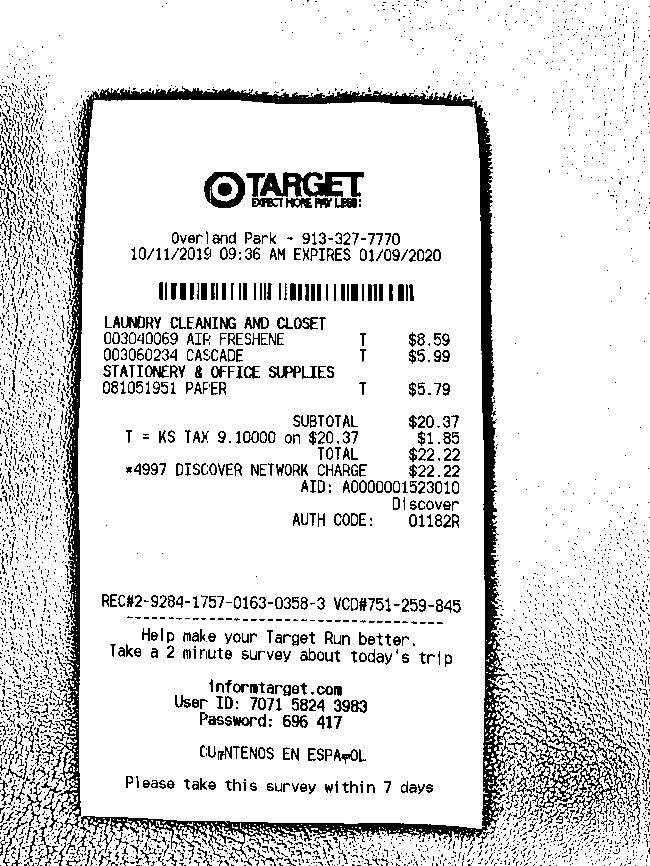 TARGET
EXPECT MORE PAY LESS:
Overland Park - 913-327-7770
10/11/2019 09:36 AM EXPIRES 01/09/2020
LAUNDRY CLEANING AND CLOSET
003040069 AIR FRESHENE T $8.59
003060234 CASCADE T $5.99
STATIONERY & OFFICE SUPPLIES
081051951 PAPER T $5.79
SUBTOTAL $20.37
T = KS TAX 9.10000 on $20.37 $1.85
TOTAL $22.22
*4997 DISCOVER NETWORK CHARGE $22.22
AID: A0000001523010
Discover
AUTH CODE: 01182R
REC#2-9284-1757-0163-0358-3 VCD#751-259-845
Help make your Target Run better.
Take a 2 minute survey about today's trip
informtarget.com
User ID: 7071 5824 3983
Password: 696 417
EN
Please take this survey within 7 days